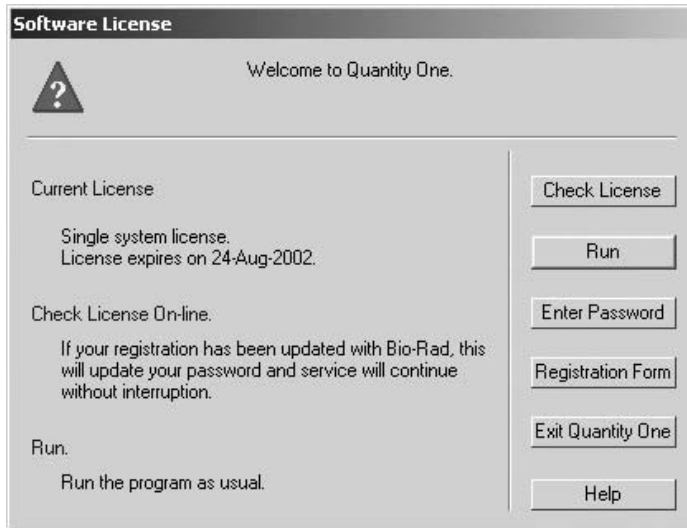 Software License
?
Welcome to Quantity One.
Current License
Single system license.
License expires on 24-Aug-2002.
Check License On-line.
If your registration has been updated with Bio-Rad, this
will update your password and service will continue
without interruption.
Run.
Run the program as usual.
Check License
Run
Enter Password
Registration Form
Exit Quantity One
Help